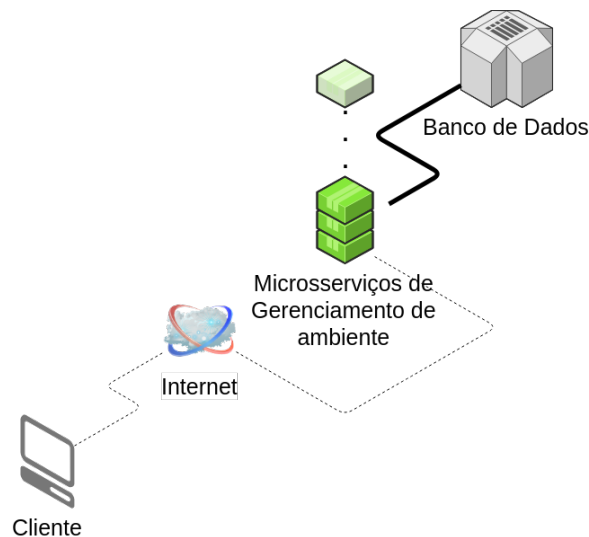 Banco de Dados
Microsserviços de
Gerenciamento de
ambiente
Internet
Cliente